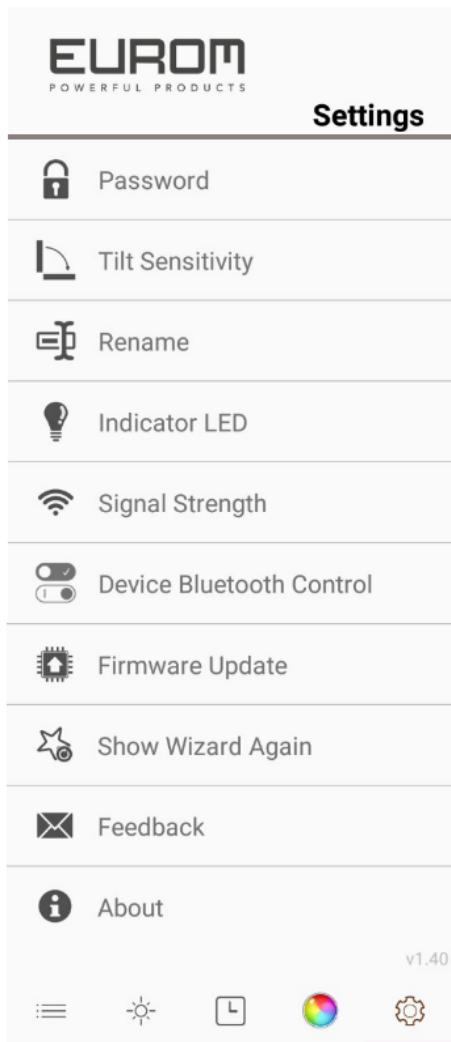 EUROM
POWERFUL PRODUCTS
Settings
Password
Tilt Sensitivity
Rename
Indicator LED
Signal Strength
Device Bluetooth Control
Firmware Update
Show Wizard Again
Feedback
About
v1.40